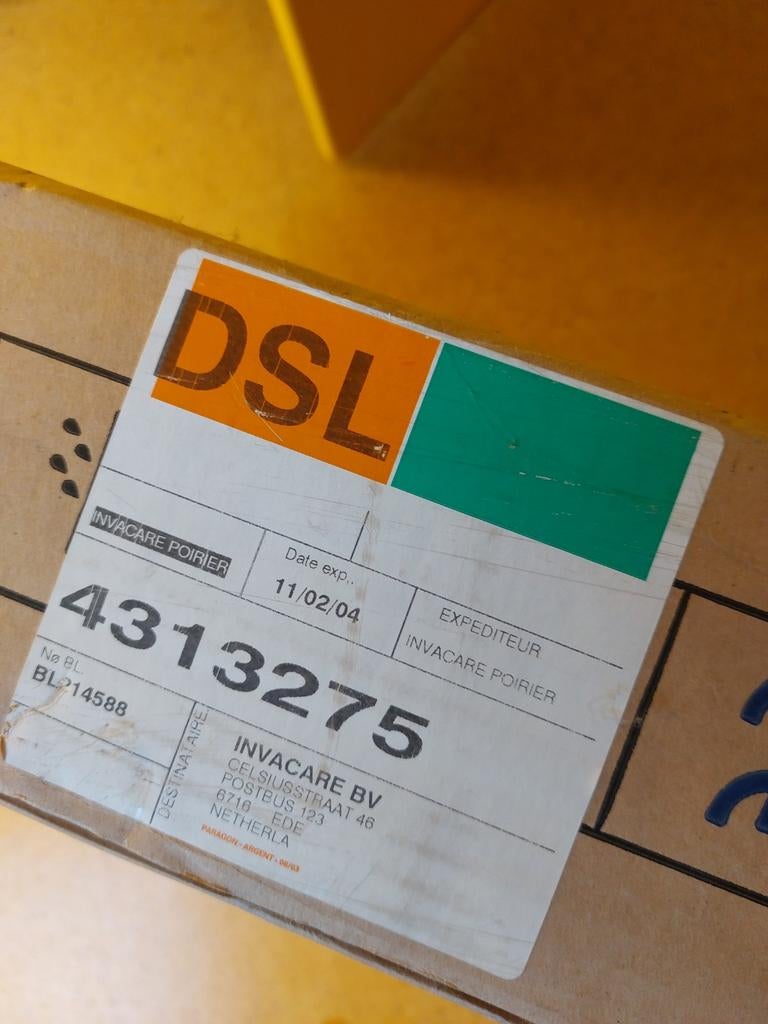 DSL
INVACARE POIRIER
Date exp.:
11/02/04
EXPEDITEUR
INVACARE POIRIER
4313275
Nø BL.
14588
DESTINATAIRE
INVACARE BV
CELSIUSSTRAAT 46
POSTBUS 123
6716 EDE
NETHERLA
PARAGON - ARGENT - 06/03